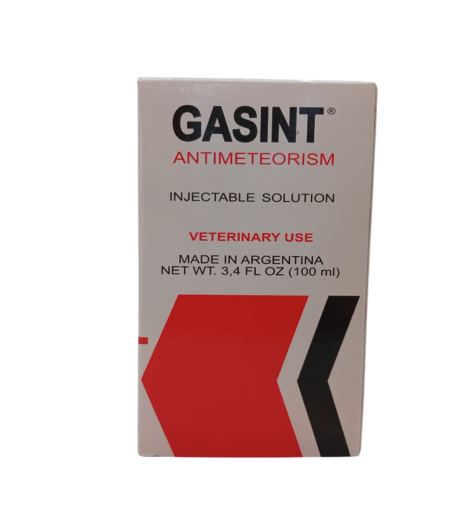 GASINT®
ANTIMETEORISM
INJECTABLE SOLUTION
VETERINARY USE
MADE IN ARGENTINA
NET WT. 3,4 FL OZ (100 ml)